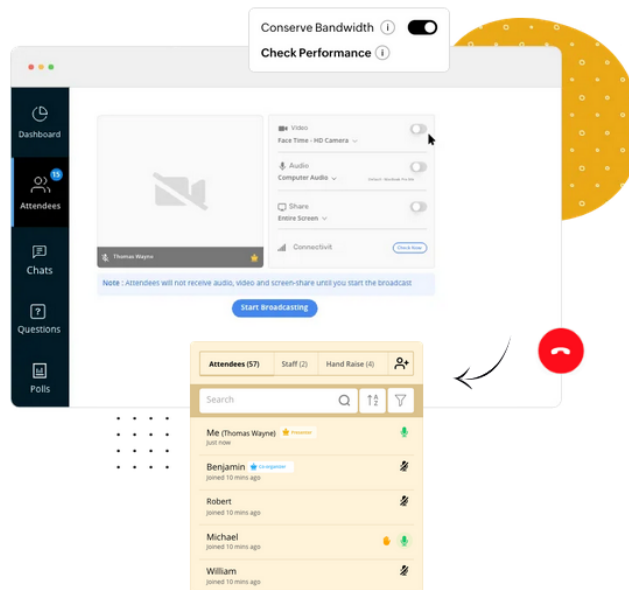 Conserve Bandwidth
Check Performance
Dashboard
15
Attendees
Chats
Questions
Polls
Video
Face Time - HD Camera
Audio
Computer Audio
Share
Entire Screen
Connectivit
Check Now
Thomas Wayne
Note : Attendees will not receive audio, video and screen-share until you start the broadcast
Start Broadcasting
Attendees (57) Staff (2) Hand Raise (4)
Search
Me (Thomas Wayne) Presenter
Just now
Benjamin Co-organizer
Joined 10 mins ago
Robert
Joined 10 mins ago
Michael
Joined 10 mins ago
William
Joined 10 mins ago